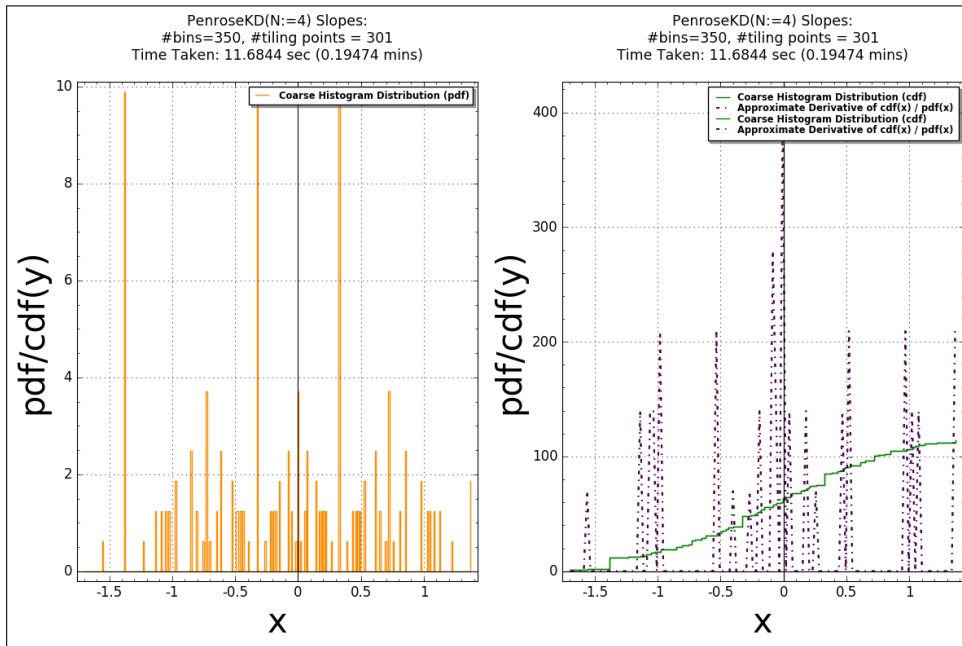 PenroseKD(N:=4) Slopes:
#bins=350, #tiling points = 301
Time Taken: 11.6844 sec (0.19474 mins)
Coarse Histogram Distribution (pdf)
10
8
6
4
2
0
pdf/cdf(y)
-1.5
-1
-0.5
0
0.5
1
x
PenroseKD(N:=4) Slopes:
#bins=350, #tiling points = 301
Time Taken: 11.6844 sec (0.19474 mins)
Coarse Histogram Distribution (cdf)
Approximate Derivative of cdf(x) / pdf(x)
Coarse Histogram Distribution (cdf)
Approximate Derivative of cdf(x) / pdf(x)
400
300
200
100
0
pdf/cdf(y)
-1.5
-1
-0.5
0
0.5
1
x